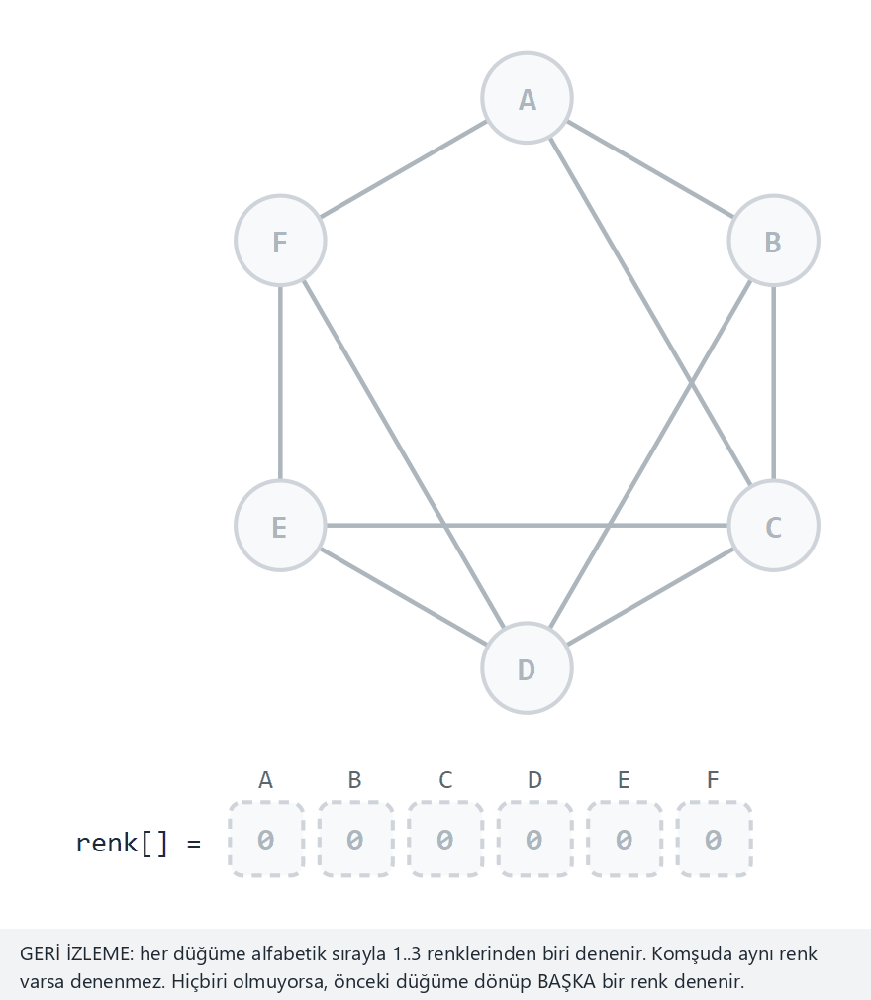 A
F
B
E
C
D
A B C D E F
renk[] = 0 0 0 0 0 0
GERİ İZLEME: her düğüme alfabetik sırayla 1..3 renklerinden biri denenir. Komşuda aynı renk
varsa denenmez. Hiçbiri olmuyorsa, önceki düğüme dönüp BAŞKA bir renk denenir.